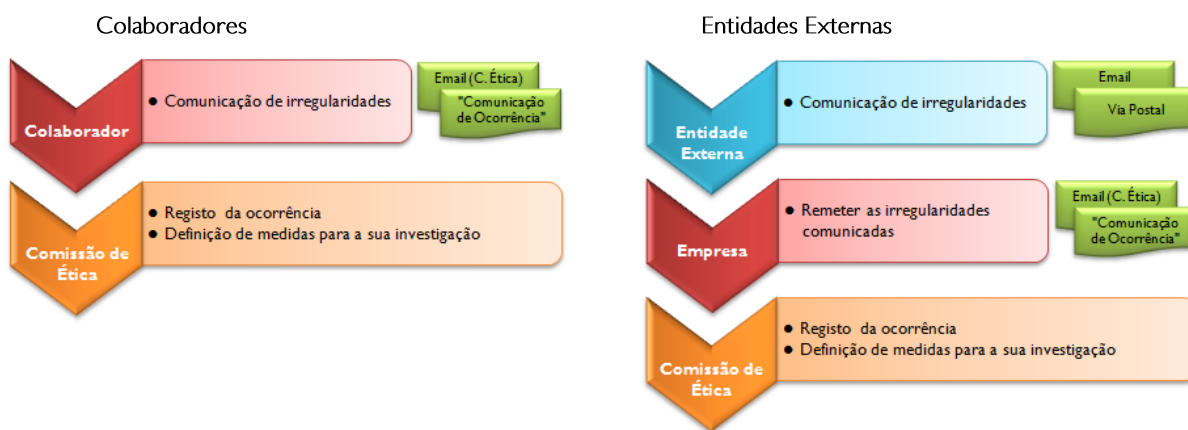 Colaboradores
Colaborador
● Comunicação de irregularidades
Email (C. Ética)
"Comunicação
de Ocorrência"
Comissão de
Ética
● Registo da ocorrência
● Definição de medidas para a sua investigação
Entidades Externas
Entidade
Externa
● Comunicação de irregularidades
Email
Via Postal
Empresa
● Remeter as irregularidades
comunicadas
Email (C. Ética)
"Comunicação
de Ocorrência"
Comissão de
Ética
● Registo da ocorrência
● Definição de medidas para a sua investigação